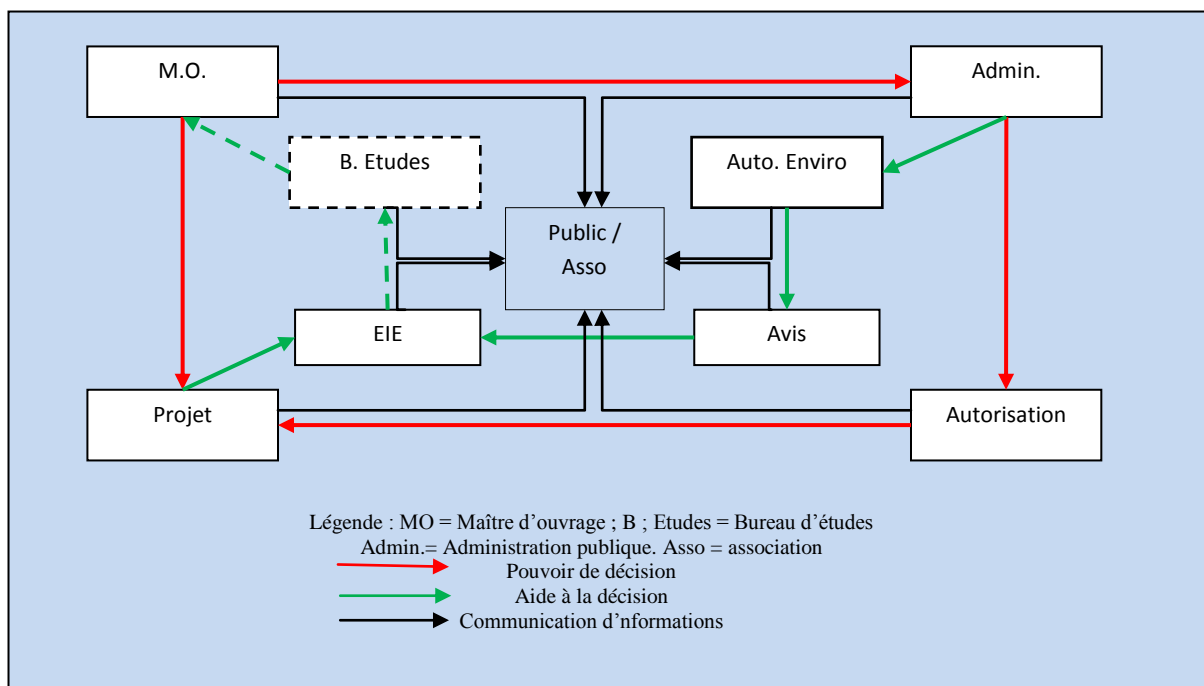 M.O.
Admin.
B. Etudes
Auto. Enviro
Public /
Asso
EIE
Avis
Projet
Autorisation
Légende : MO = Maître d’ouvrage ; B ; Etudes = Bureau d’études
Admin.= Administration publique. Asso = association
Pouvoir de décision
Aide à la décision
Communication d’nformations